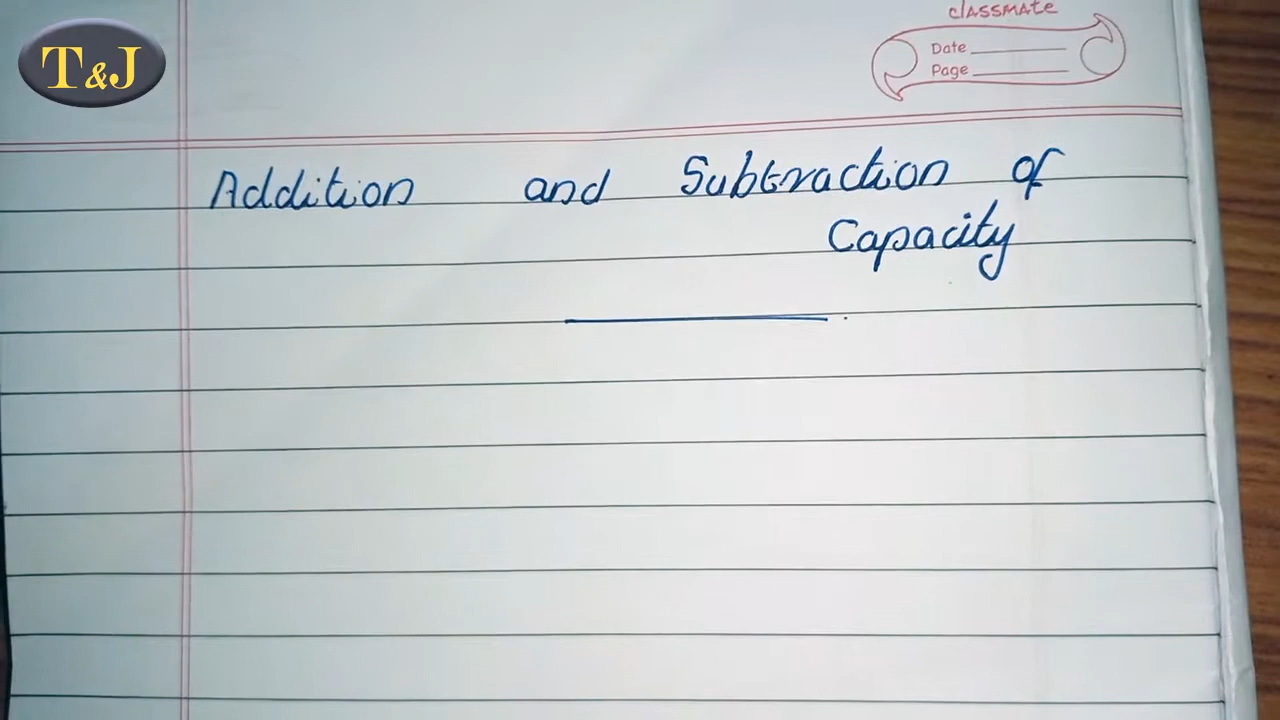 T&J
classmate
Date
Page
Addition and Subtraction of
Capacity